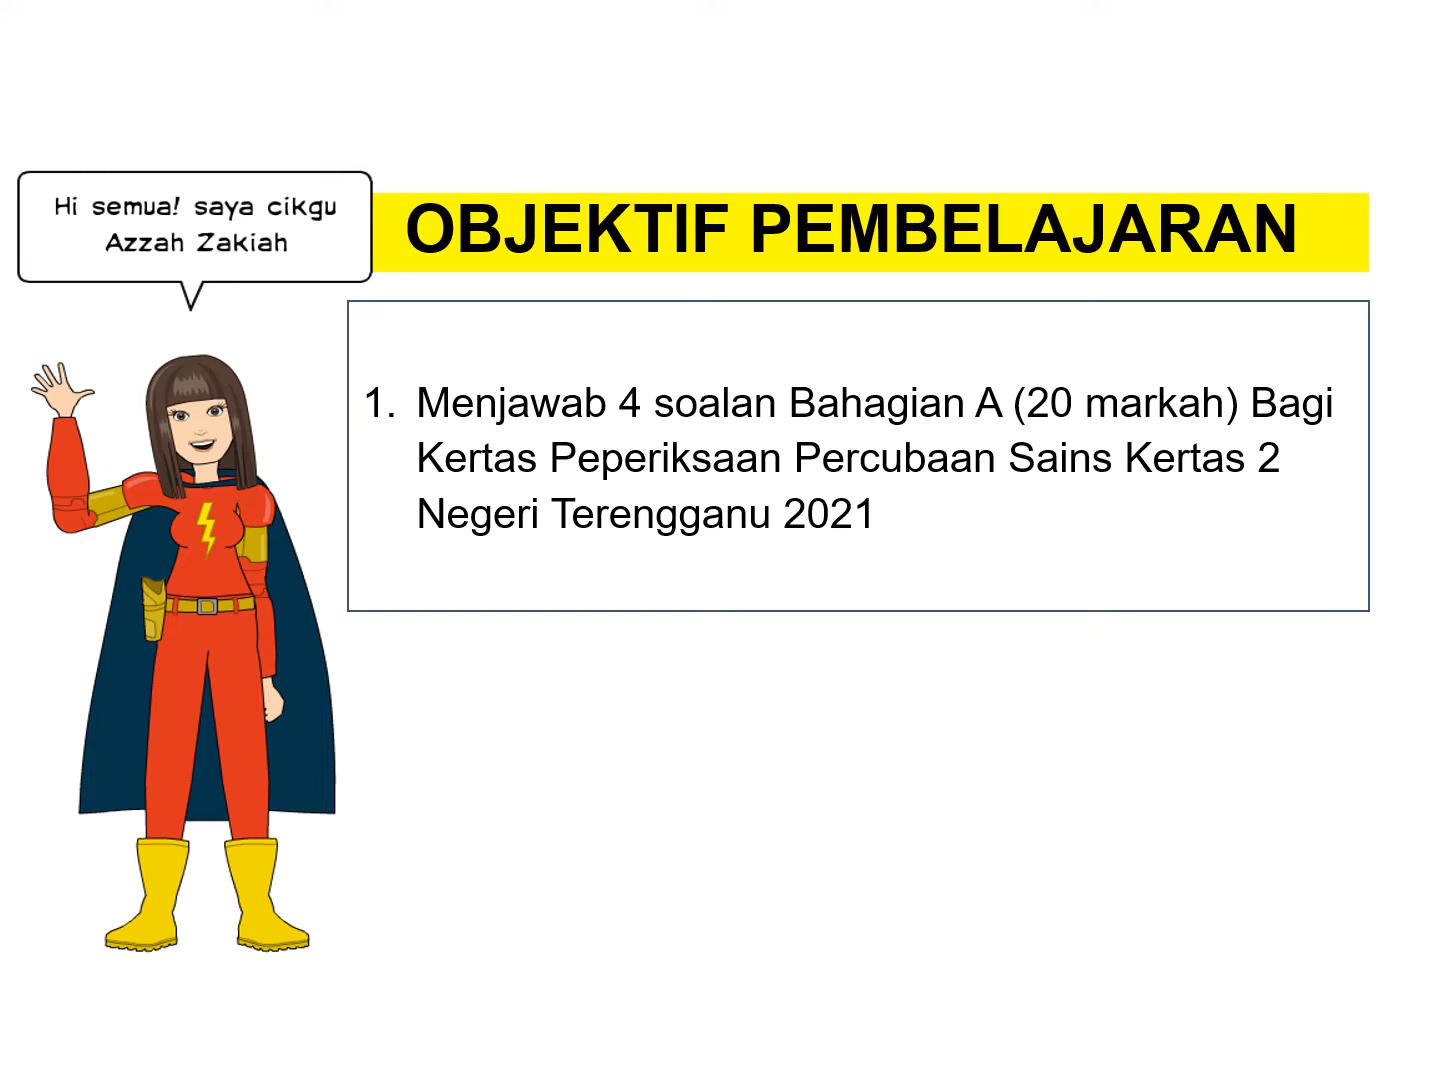 Hi semua! saya cikgu
Azzah Zakiah
OBJEKTIF PEMBELAJARAN
1. Menjawab 4 soalan Bahagian A (20 markah) Bagi
Kertas Peperiksaan Percubaan Sains Kertas 2
Negeri Terengganu 2021